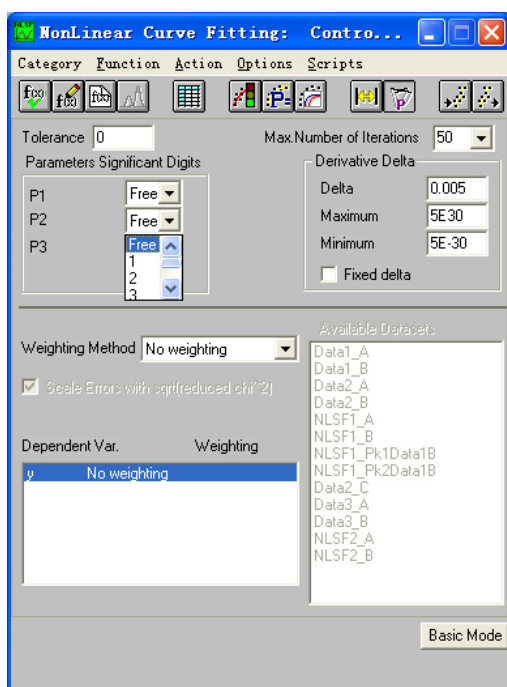 NonLinear Curve Fitting: Contro...
Category Function Action Options Scripts
Tolerance 0 Max.Number of Iterations 50
Parameters Significant Digits
P1 Free
P2 Free
P3 Free
1
2
3
Derivative Delta
Delta 0.005
Maximum 5E30
Minimum 5E-30
Fixed delta
Weighting Method No weighting
Scale Errors with sqrt(reduced chi^2)
Dependent Var. Weighting
y No weighting
Available Datasets
Data1_A
Data1_B
Data2_A
Data2_B
NLSF1_A
NLSF1_B
NLSF1_Pk1Data1B
NLSF1_Pk2Data1B
Data2_C
Data3_A
Data3_B
NLSF2_A
NLSF2_B
Basic Mode